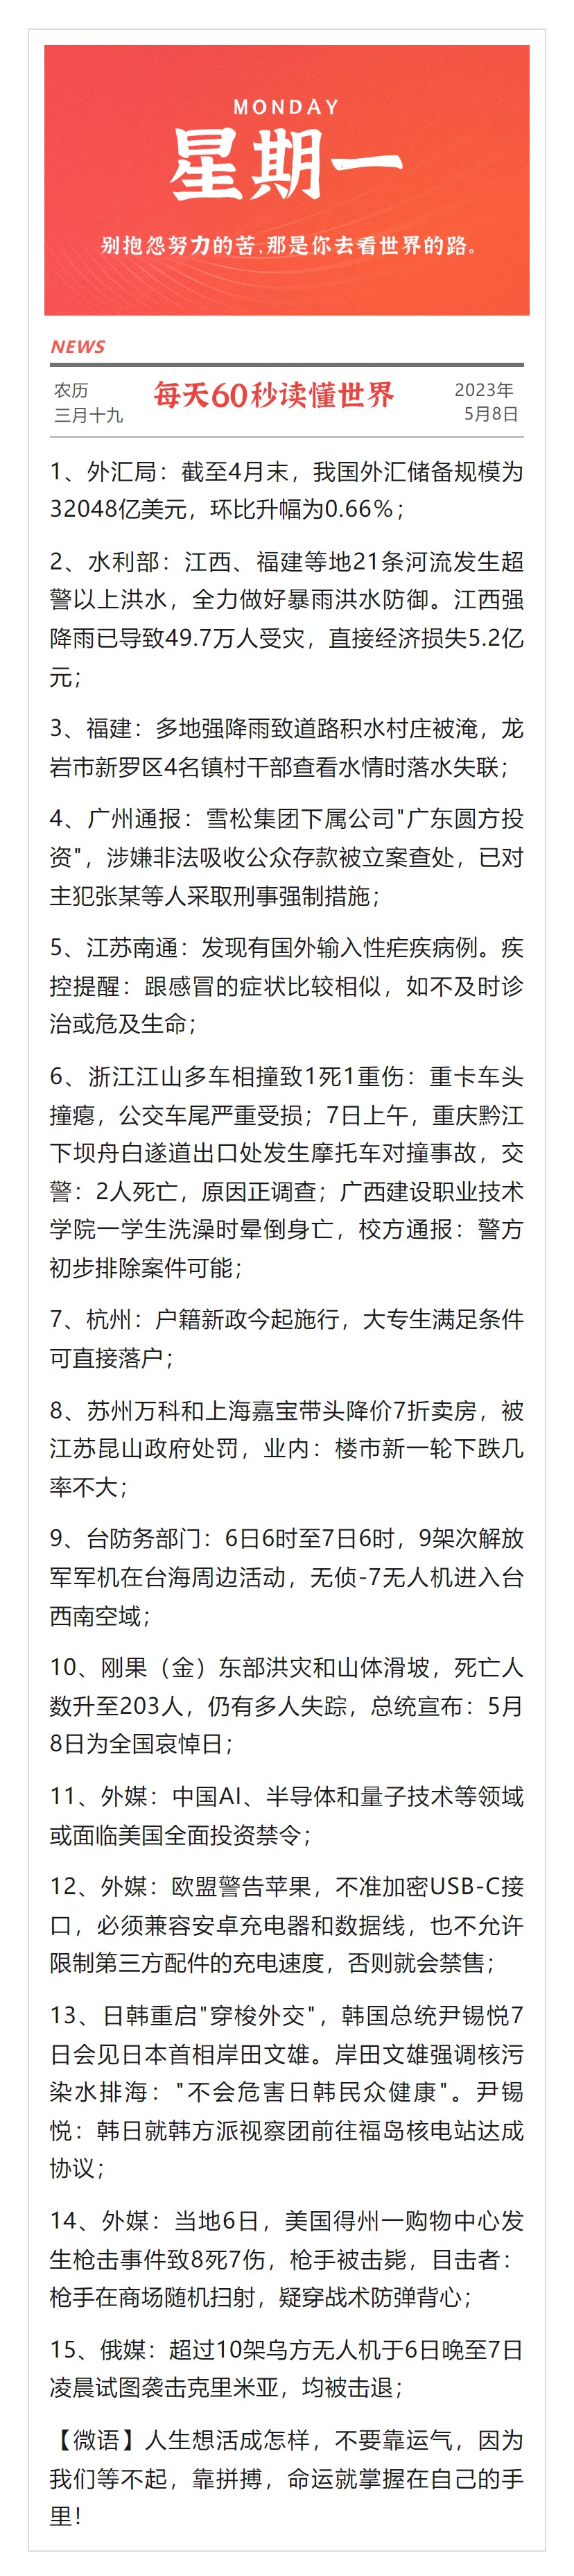 MONDAY
星期一
别抱怨努力的苦,那是你去看世界的路。
NEWS
农历
三月十九
每天60秒读懂世界
2023年
5月8日
1、外汇局：截至4月末，我国外汇储备规模为
32048亿美元，环比升幅为0.66%；
2、水利部：江西、福建等地21条河流发生超
警以上洪水，全力做好暴雨洪水防御。江西强
降雨已导致49.7万人受灾，直接经济损失5.2亿
元；
3、福建：多地强降雨致道路积水村庄被淹，龙
岩市新罗区4名镇村干部查看水情时落水失联；
4、广州通报：雪松集团下属公司"广东圆方投
资"，涉嫌非法吸收公众存款被立案查处，已对
主犯张某等人采取刑事强制措施；
5、江苏南通：发现有国外输入性疟疾病例。疾
控提醒：跟感冒的症状比较相似，如不及时诊
治或危及生命；
6、浙江江山多车相撞致1死1重伤：重卡车头
撞瘪，公交车尾严重受损；7日上午，重庆黔江
下坝舟白遂道出口处发生摩托车对撞事故，交
警：2人死亡，原因正调查；广西建设职业技术
学院一学生洗澡时晕倒身亡，校方通报：警方
初步排除案件可能；
7、杭州：户籍新政今起施行，大专生满足条件
可直接落户；
8、苏州万科和上海嘉宝带头降价7折卖房，被
江苏昆山政府处罚，业内：楼市新一轮下跌几
率不大；
9、台防务部门：6日6时至7日6时，9架次解放
军军机在台海周边活动，无侦-7无人机进入台
西南空域；
10、刚果（金）东部洪灾和山体滑坡，死亡人
数升至203人，仍有多人失踪，总统宣布：5月
8日为全国哀悼日；
11、外媒：中国AI、半导体和量子技术等领域
或面临美国全面投资禁令；
12、外媒：欧盟警告苹果，不准加密USB-C接
口，必须兼容安卓充电器和数据线，也不允许
限制第三方配件的充电速度，否则就会禁售；
13、日韩重启"穿梭外交"，韩国总统尹锡悦7
日会见日本首相岸田文雄。岸田文雄强调核污
染水排海："不会危害日韩民众健康"。尹锡
悦：韩日就韩方派视察团前往福岛核电站达成
协议；
14、外媒：当地6日，美国得州一购物中心发
生枪击事件致8死7伤，枪手被击毙，目击者：
枪手在商场随机扫射，疑穿战术防弹背心；
15、俄媒：超过10架乌方无人机于6日晚至7日
凌晨试图袭击克里米亚，均被击退；
【微语】人生想活成怎样，不要靠运气，因为
我们等不起，靠拼搏，命运就掌握在自己的手
里！